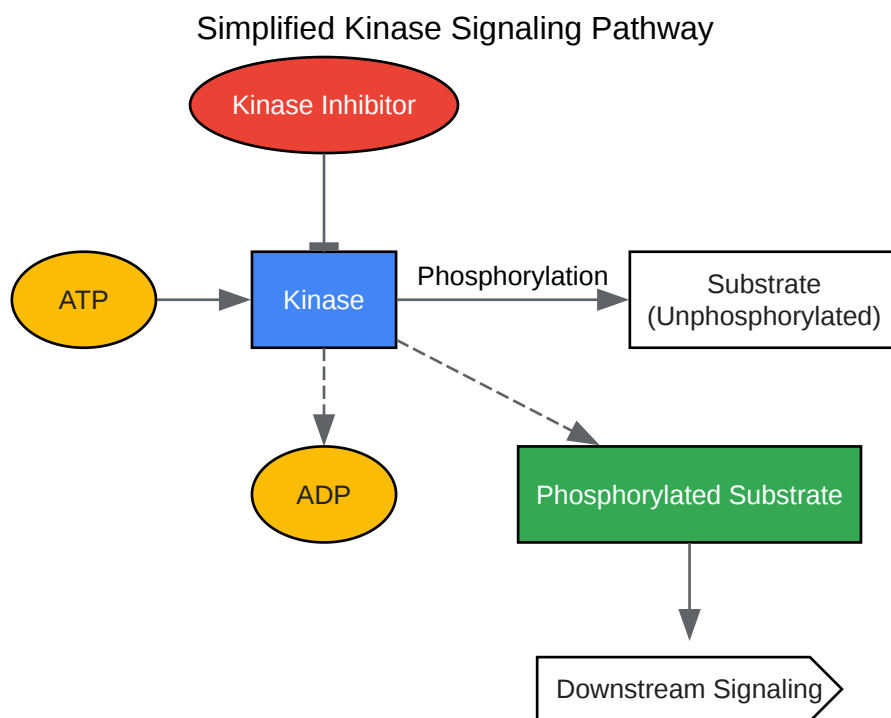 Simplified Kinase Signaling Pathway
Kinase Inhibitor
ATP
Kinase
Phosphorylation
Substrate
(Unphosphorylated)
ADP
Phosphorylated Substrate
Downstream Signaling